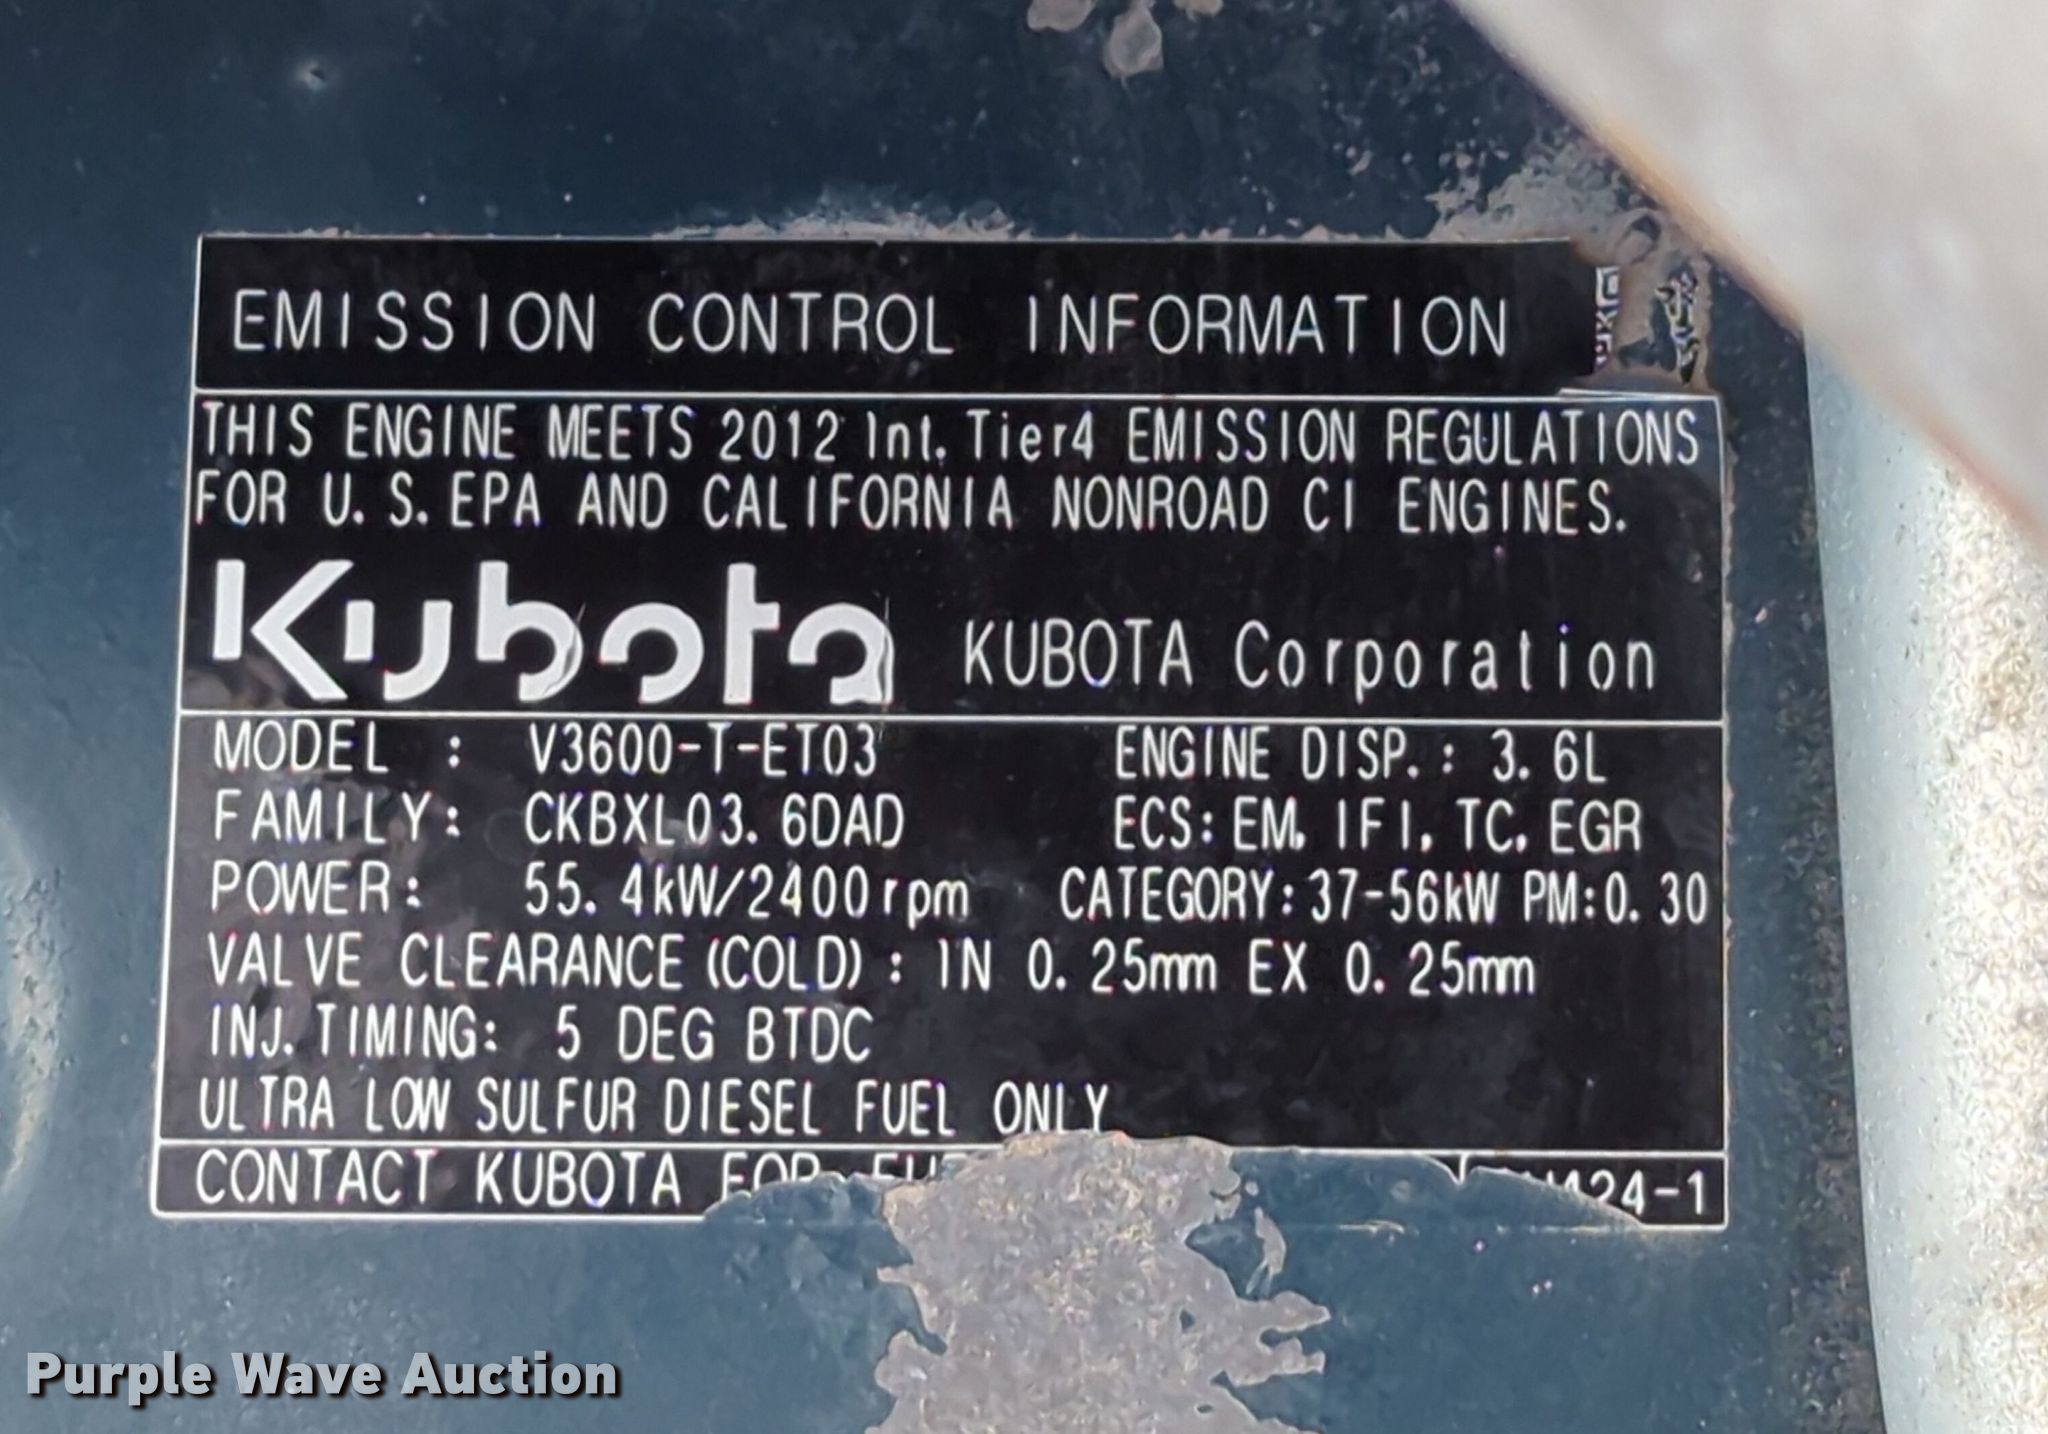 EMISSION CONTROL INFORMATION
THIS ENGINE MEETS 2012 Int. Tier4 EMISSION REGULATIONS
FOR U.S.EPA AND CALIFORNIA NONROAD CI ENGINES.
Kubota KUBOTA Corporation
MODEL : V3600-T-ET03 ENGINE DISP.: 3.6L
FAMILY: CKBXL03.6DAD ECS: EM, IFI, TC, EGR
POWER: 55.4kW/2400rpm CATEGORY:37-56kW PM:0.30
VALVE CLEARANCE(COLD): IN 0.25mm EX 0.25mm
INJ.TIMING: 5 DEG BTDC
ULTRA LOW SULFUR DIESEL FUEL ONLY
CONTACT KUBOTA FOR 424-1
Purple Wave Auction